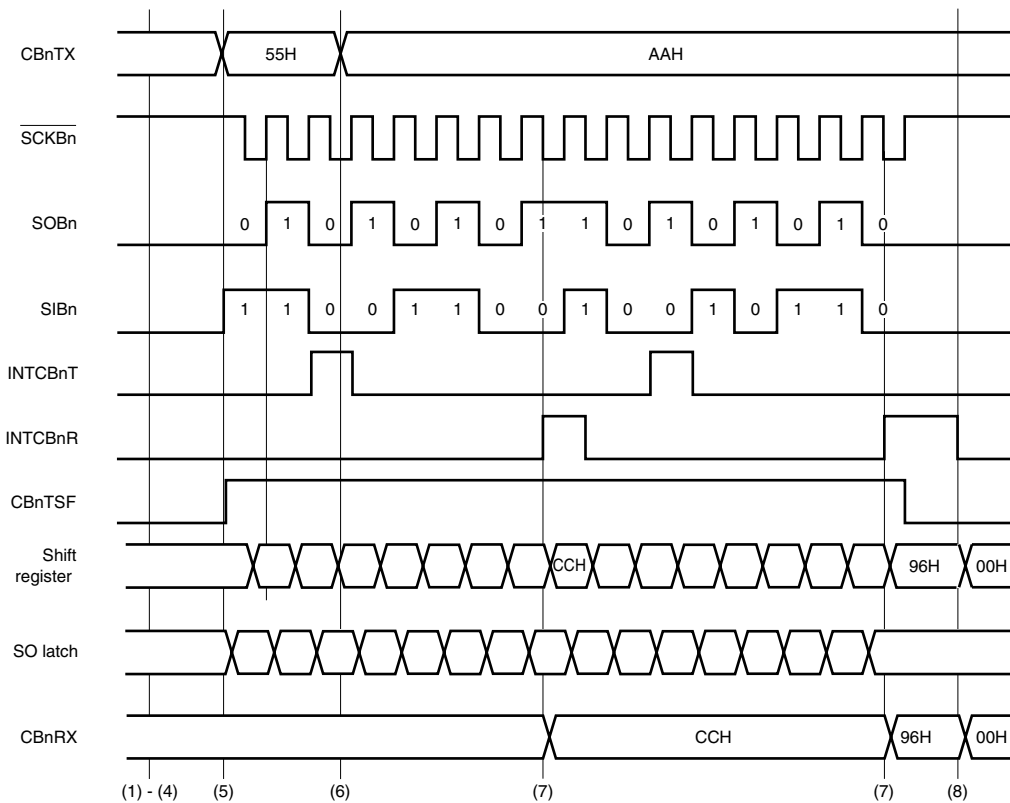 CBnTX 55H AAH
SCKBn
SOBn 0 1 0 1 0 1 0 1 1 0 1 0 1 0 1 0
SIBn 1 1 0 0 1 1 0 0 1 0 0 1 0 1 1 0
INTCBnT
INTCBnR
CBnTSF
Shift
register
CCH 96H 00H
SO latch
CBnRX CCH 96H 00H
(1) - (4) (5) (6) (7) (7) (8)